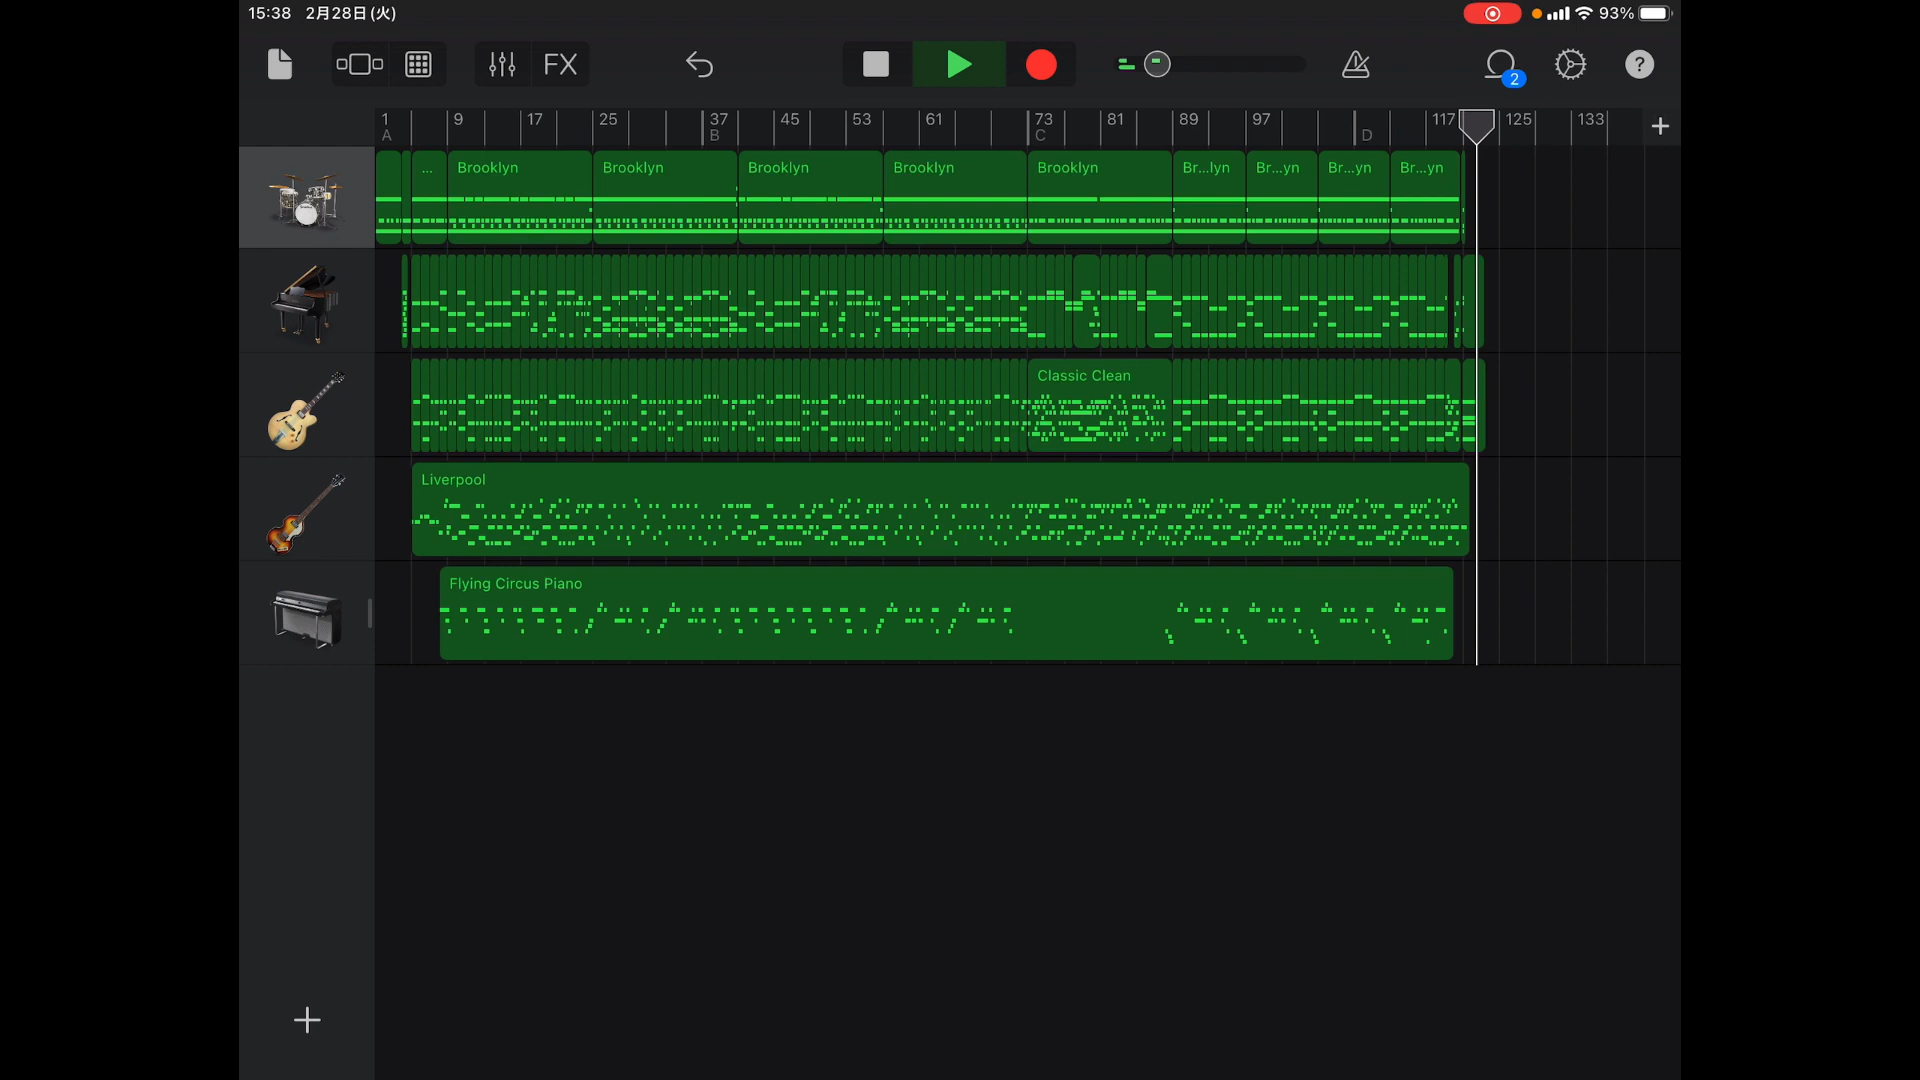 15:38 2月28日(火) 93%
FX 2 ?
1 9 17 25 37 45 53 61 73 81 89 97 117 125 133
A B C D
... Brooklyn Brooklyn Brooklyn Brooklyn Brooklyn Br...lyn Br...yn Br...yn Br...yn
Classic Clean
Liverpool
Flying Circus Piano